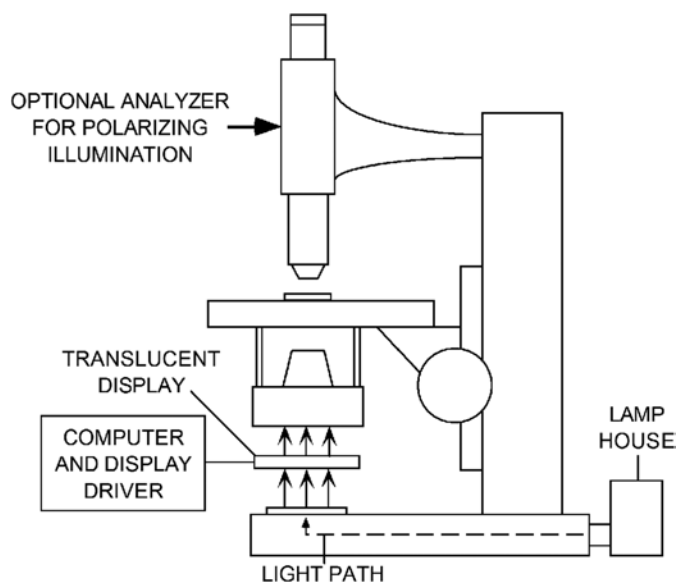 OPTIONAL ANALYZER
FOR POLARIZING
ILLUMINATION
TRANSLUCENT
DISPLAY
COMPUTER
AND DISPLAY
DRIVER
LAMP
HOUSE
LIGHT PATH